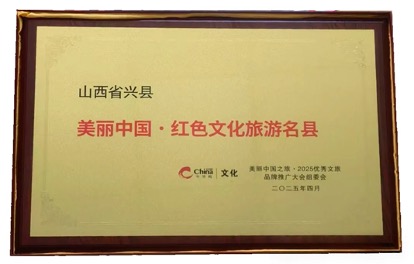 山西省兴县
美丽中国·红色文化旅游名县
China 文化
美丽中国之旅·2025优秀文旅
品牌推广大会组委会
二〇二五年四月